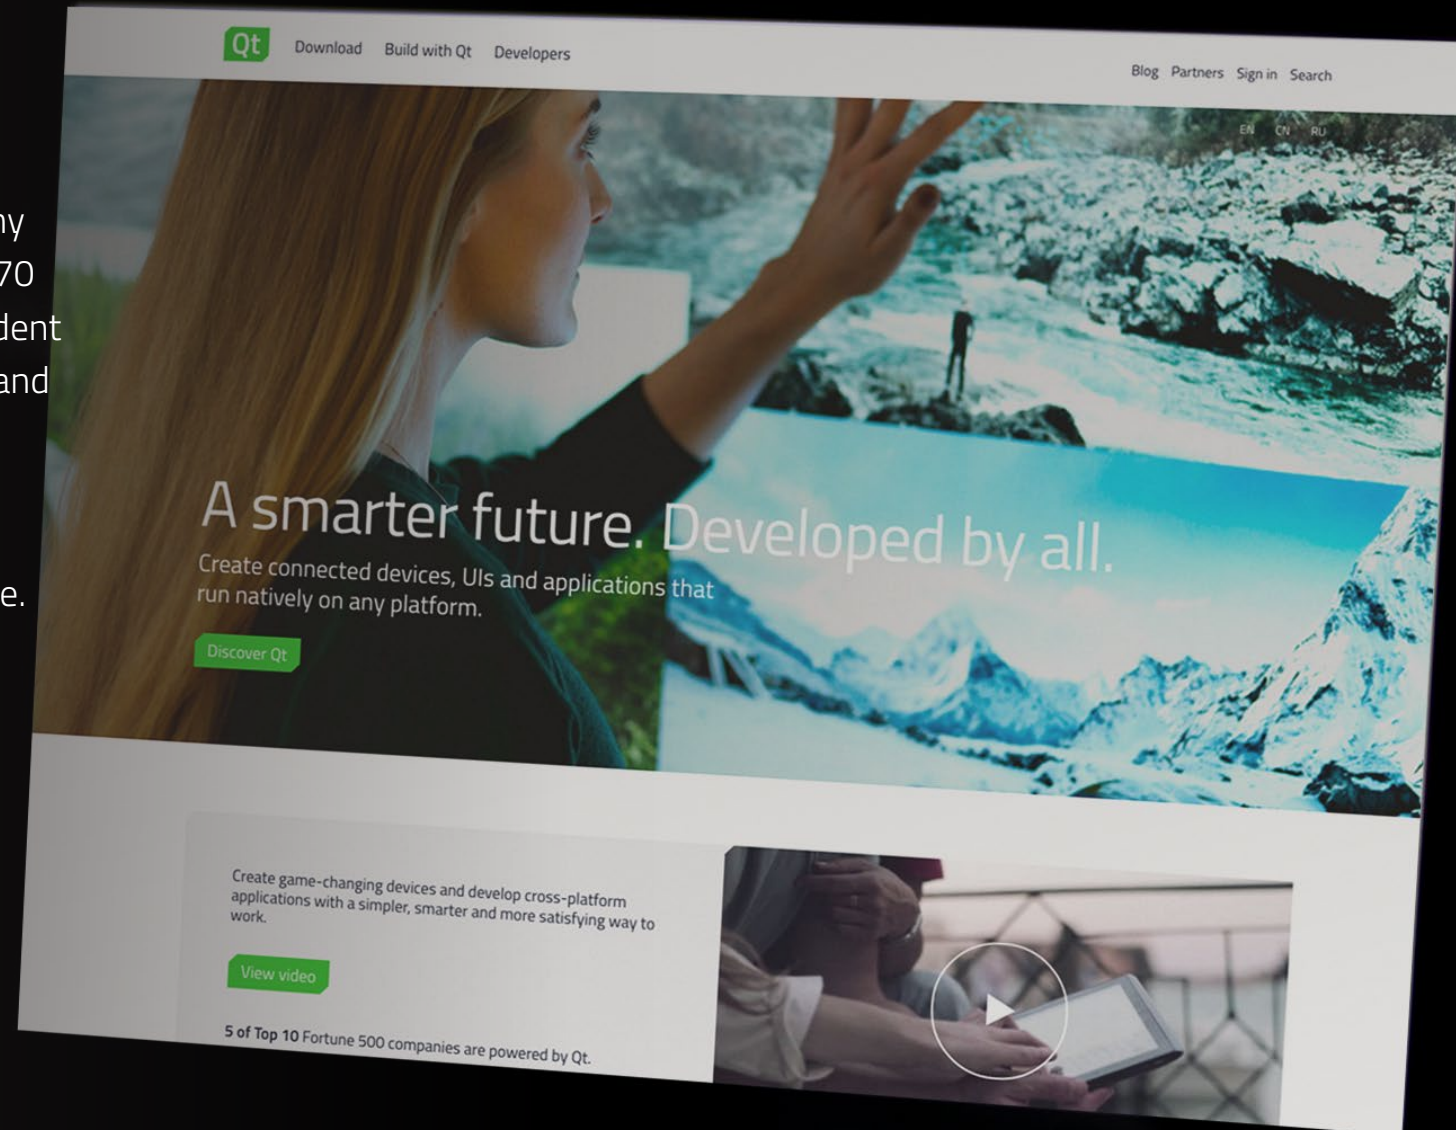 Qt
Download Build with Qt Developers
Blog Partners Sign in Search
EN CN RU
70
and
A smarter future. Developed by all.
Create connected devices, UIs and applications that
run natively on any platform.
Discover Qt
Create game-changing devices and develop cross-platform
applications with a simpler, smarter and more satisfying way to
work.
View video
5 of Top 10 Fortune 500 companies are powered by Qt.